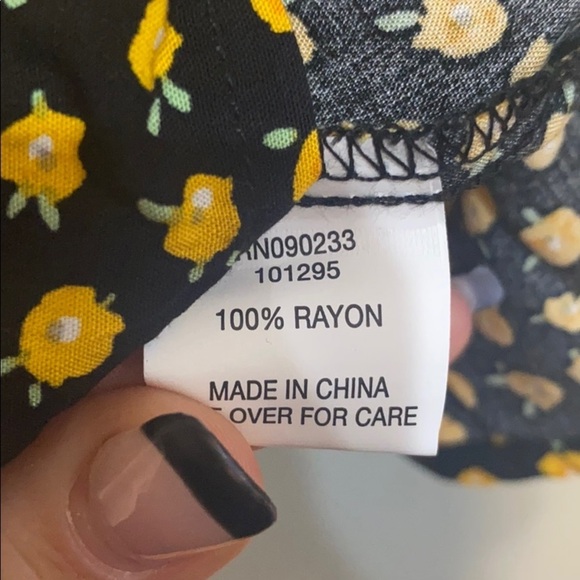 RN090233
101295
100% RAYON
MADE IN CHINA
OVER FOR CARE